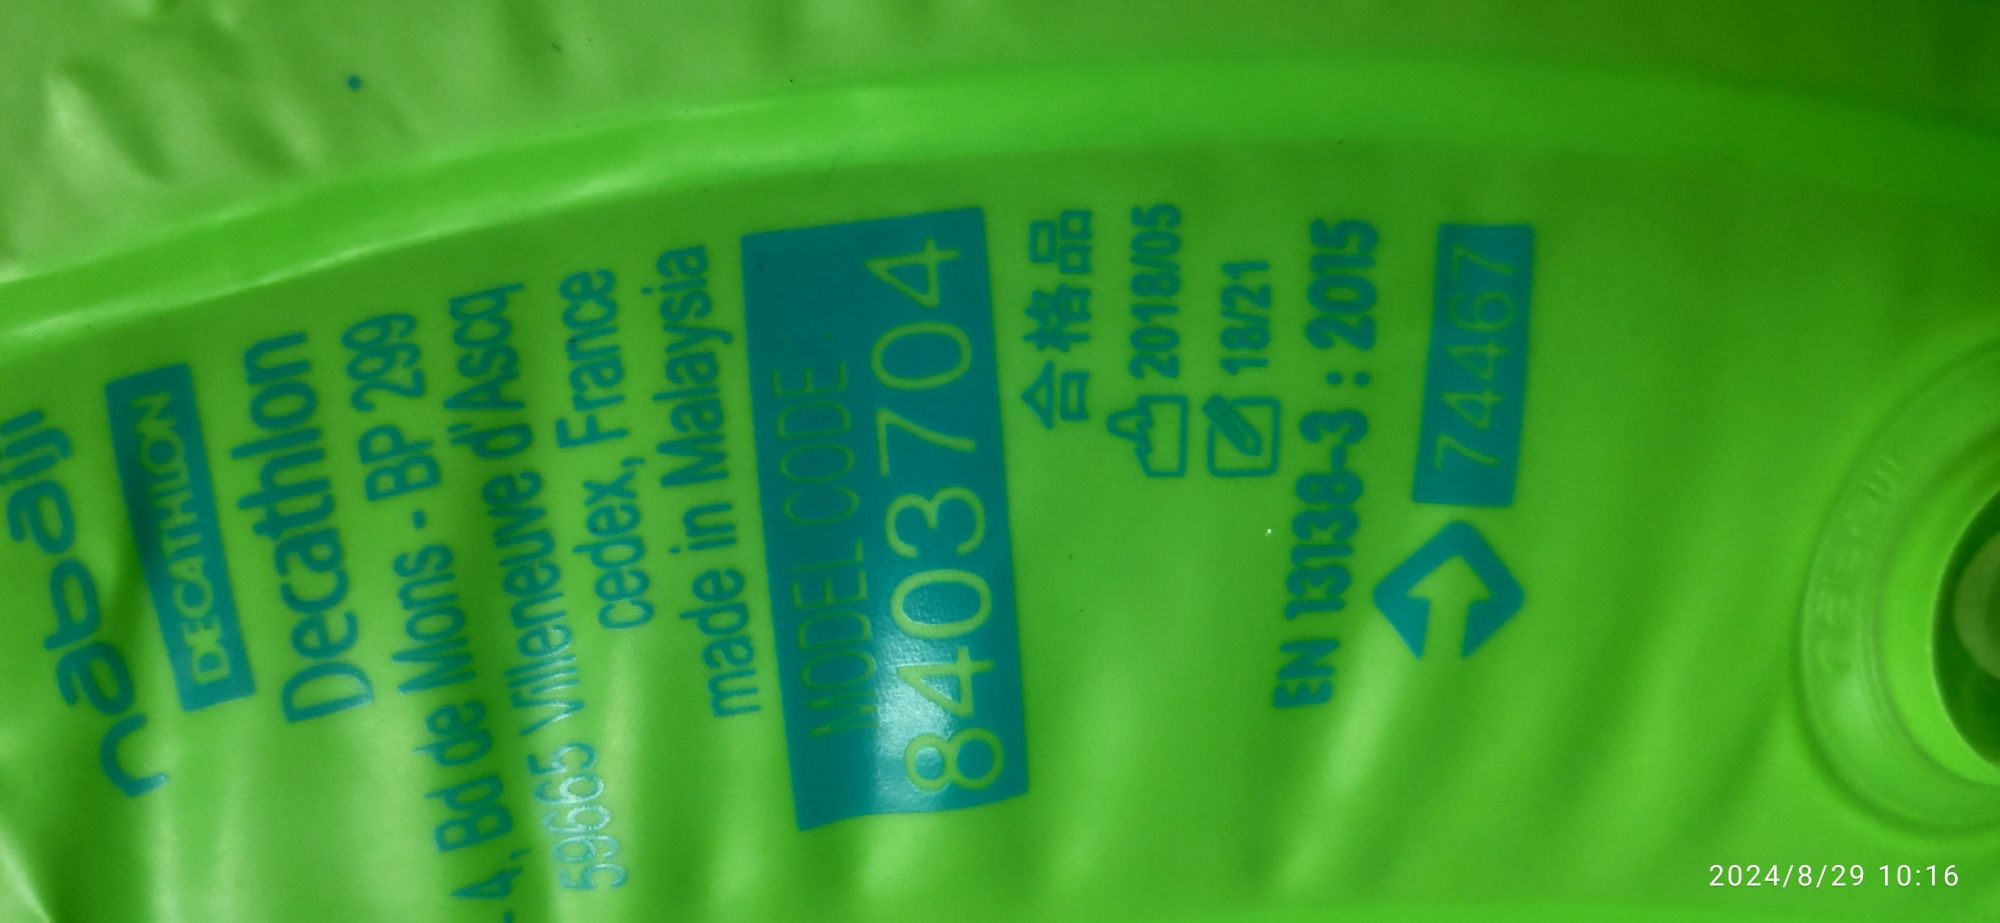 nabaiji
DECATHLON
Decathlon
4, Bd de Mons - BP 299
59665 Villeneuve d'Ascq
cedex, France
made in Malaysia
MODEL CODE:
8403704
合格品
2018/05
18/21
EN 13138-3 : 2015
74467
nabaiji
2024/8/29 10:16